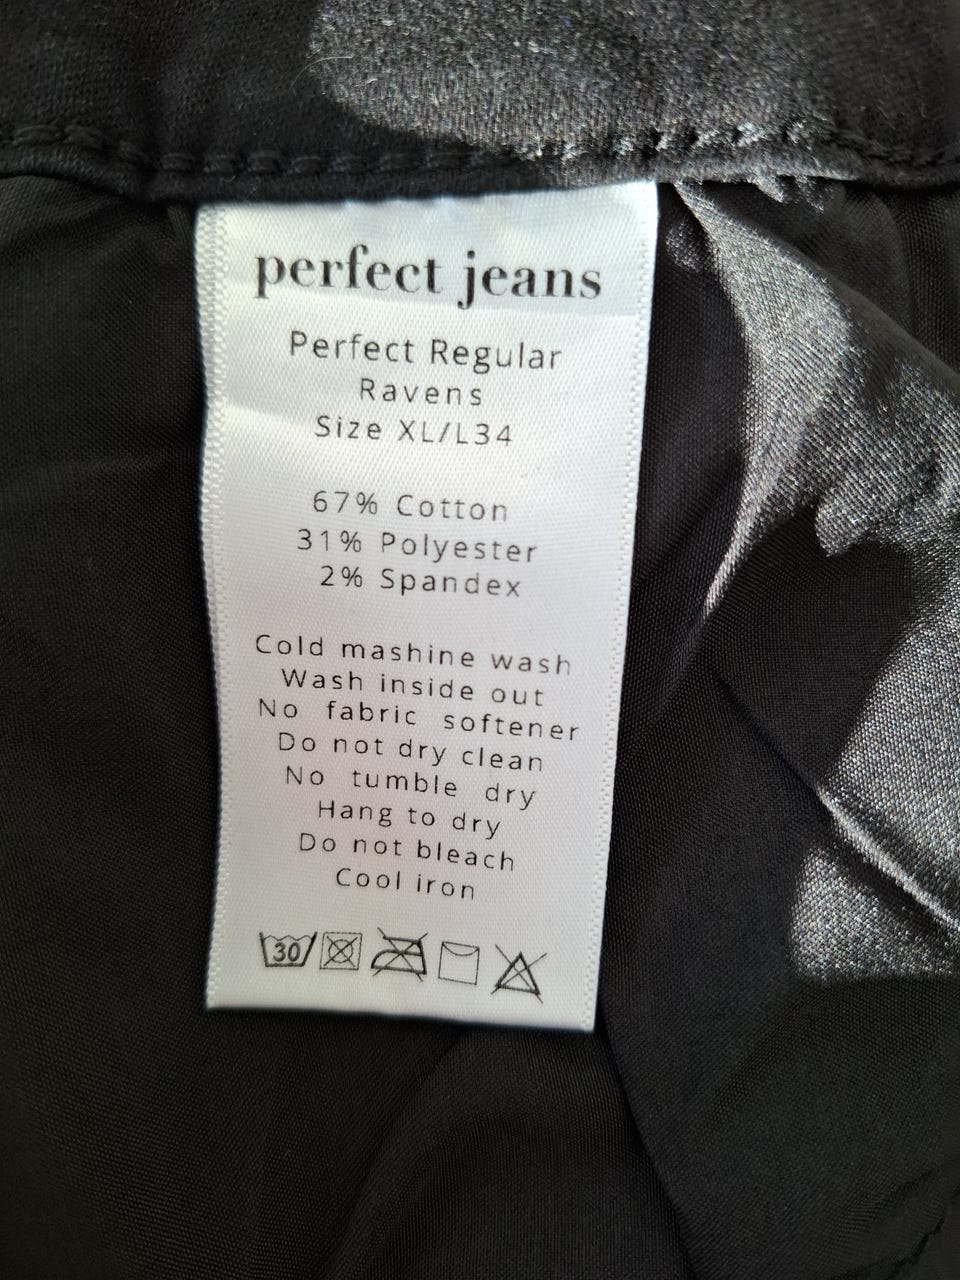 perfect jeans
Perfect Regular
Ravens
Size XL/L34
67% Cotton
31% Polyester
2% Spandex
Cold mashine wash
Wash inside out
No fabric softener
Do not dry clean
No tumble dry
Hang to dry
Do not bleach
Cool iron
30